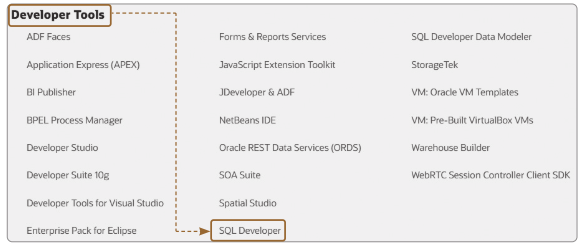 Developer Tools
ADF Faces
Application Express (APEX)
BI Publisher
BPEL Process Manager
Developer Studio
Developer Suite 10g
Developer Tools for Visual Studio
Enterprise Pack for Eclipse
Forms & Reports Services
JavaScript Extension Toolkit
JDeveloper & ADF
NetBeans IDE
Oracle REST Data Services (ORDS)
SOA Suite
Spatial Studio
SQL Developer
SQL Developer Data Modeler
StorageTek
VM: Oracle VM Templates
VM: Pre-Built VirtualBox VMs
Warehouse Builder
WebRTC Session Controller Client SDK